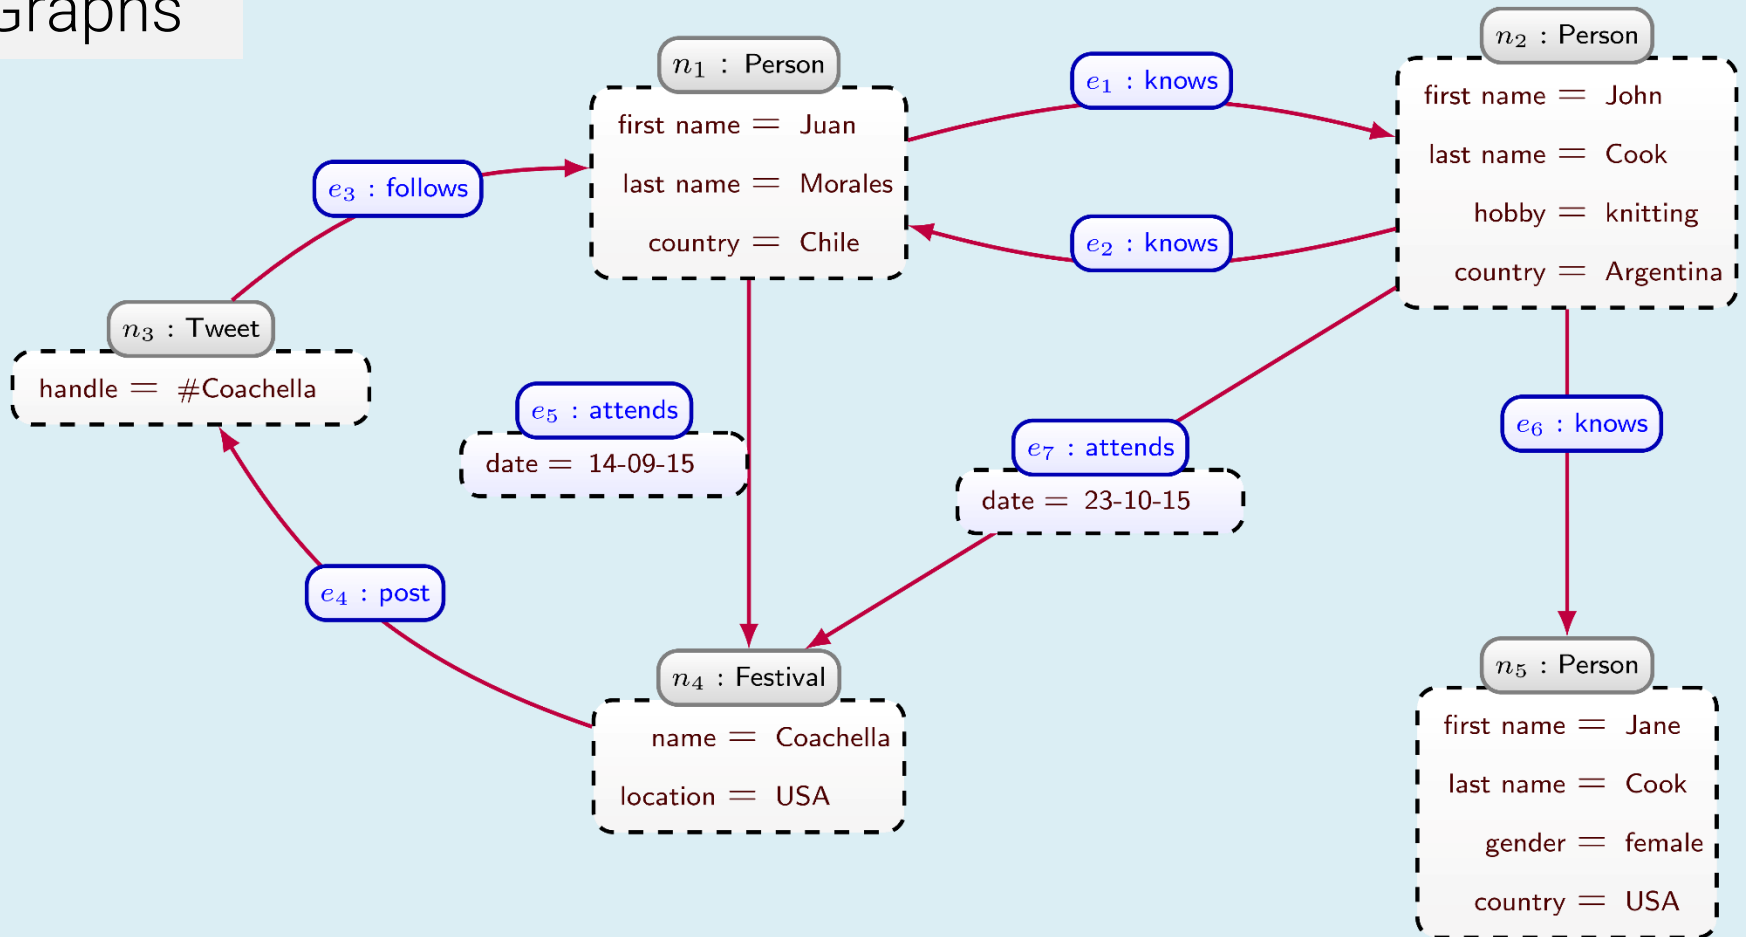 Graphs
n₁ : Person
first name = Juan
last name = Morales
country = Chile
e₁ : knows
n₂ : Person
first name = John
last name = Cook
hobby = knitting
country = Argentina
e₃ : follows
e₂ : knows
n₃ : Tweet
handle = #Coachella
e₅ : attends
date = 14-09-15
e₇ : attends
date = 23-10-15
e₆ : knows
e₄ : post
n₄ : Festival
name = Coachella
location = USA
n₅ : Person
first name = Jane
last name = Cook
gender = female
country = USA